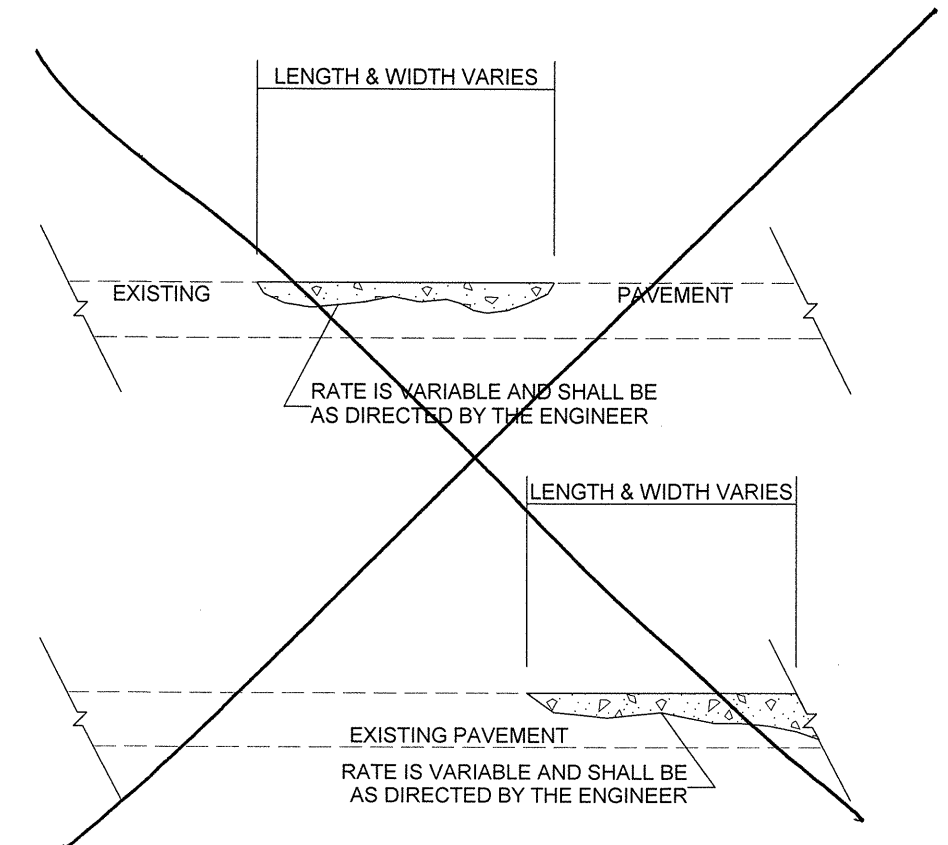 LENGTH & WIDTH VARIES
EXISTING
PAVEMENT
RATE IS VARIABLE AND SHALL BE
AS DIRECTED BY THE ENGINEER
LENGTH & WIDTH VARIES
EXISTING PAVEMENT
RATE IS VARIABLE AND SHALL BE
AS DIRECTED BY THE ENGINEER